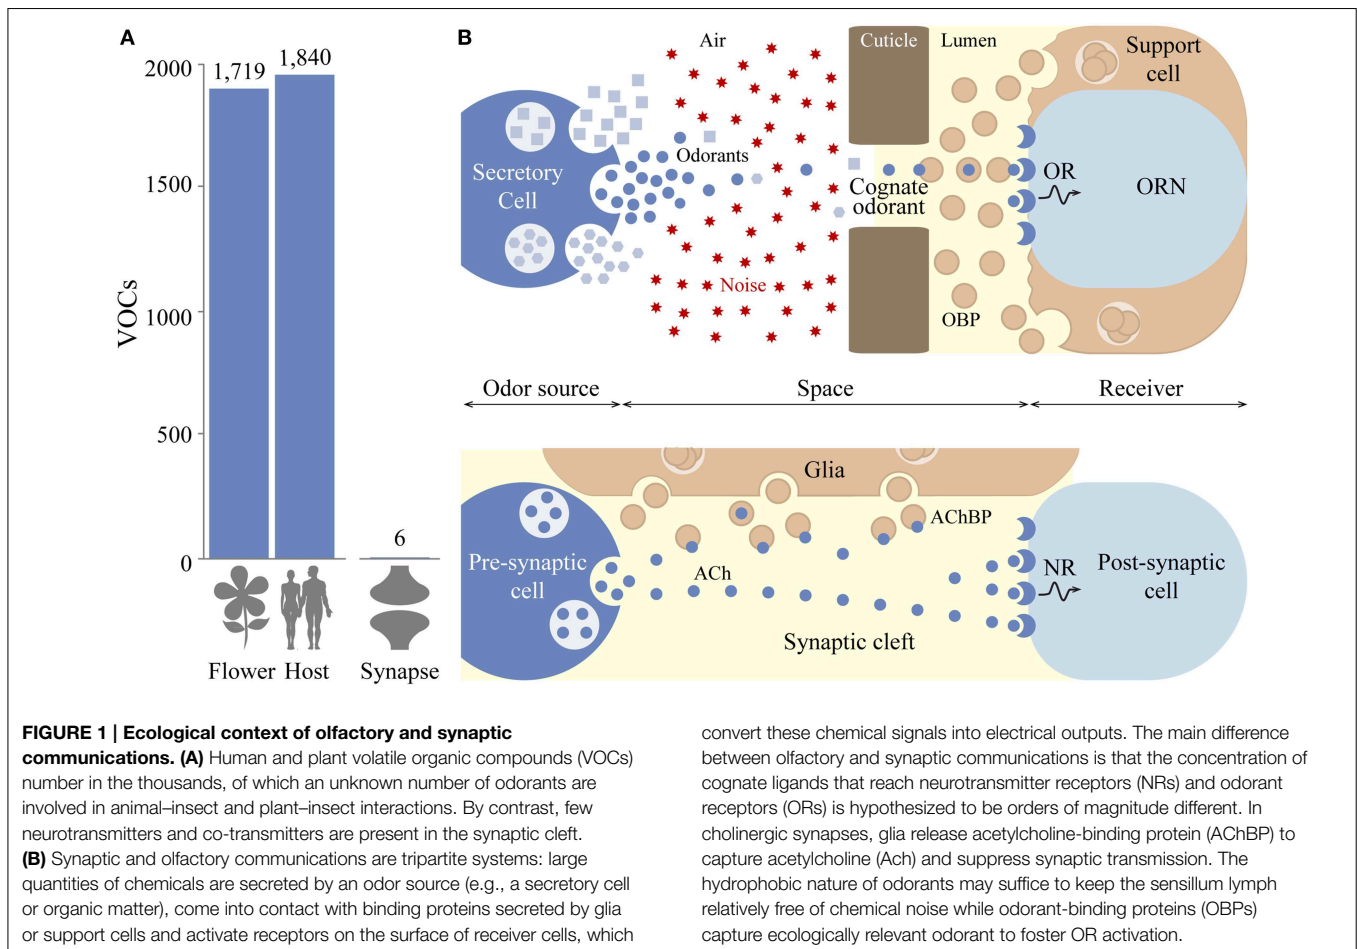 A
2000
1500
1000
500
0
VOCs
1,719
1,840
6
Flower Host
Synapse
B
Air
Cuticle
Lumen
Support
cell
Secretory
Cell
Odorants
Cognate
odorant
OR
ORN
Noise
OBP
Odor source
Space
Receiver
Glia
AChBP
Pre-synaptic
cell
ACh
NR
Post-synaptic
cell
Synaptic cleft
FIGURE 1 | Ecological context of olfactory and synaptic
communications. (A) Human and plant volatile organic compounds (VOCs)
number in the thousands, of which an unknown number of odorants are
involved in animal–insect and plant–insect interactions. By contrast, few
neurotransmitters and co-transmitters are present in the synaptic cleft.
(B) Synaptic and olfactory communications are tripartite systems: large
quantities of chemicals are secreted by an odor source (e.g., a secretory cell
or organic matter), come into contact with binding proteins secreted by glia
or support cells and activate receptors on the surface of receiver cells, which
convert these chemical signals into electrical outputs. The main difference
between olfactory and synaptic communications is that the concentration of
cognate ligands that reach neurotransmitter receptors (NRs) and odorant
receptors (ORs) is hypothesized to be orders of magnitude different. In
cholinergic synapses, glia release acetylcholine-binding protein (AChBP) to
capture acetylcholine (Ach) and suppress synaptic transmission. The
hydrophobic nature of odorants may suffice to keep the sensillum lymph
relatively free of chemical noise while odorant-binding proteins (OBPs)
capture ecologically relevant odorant to foster OR activation.